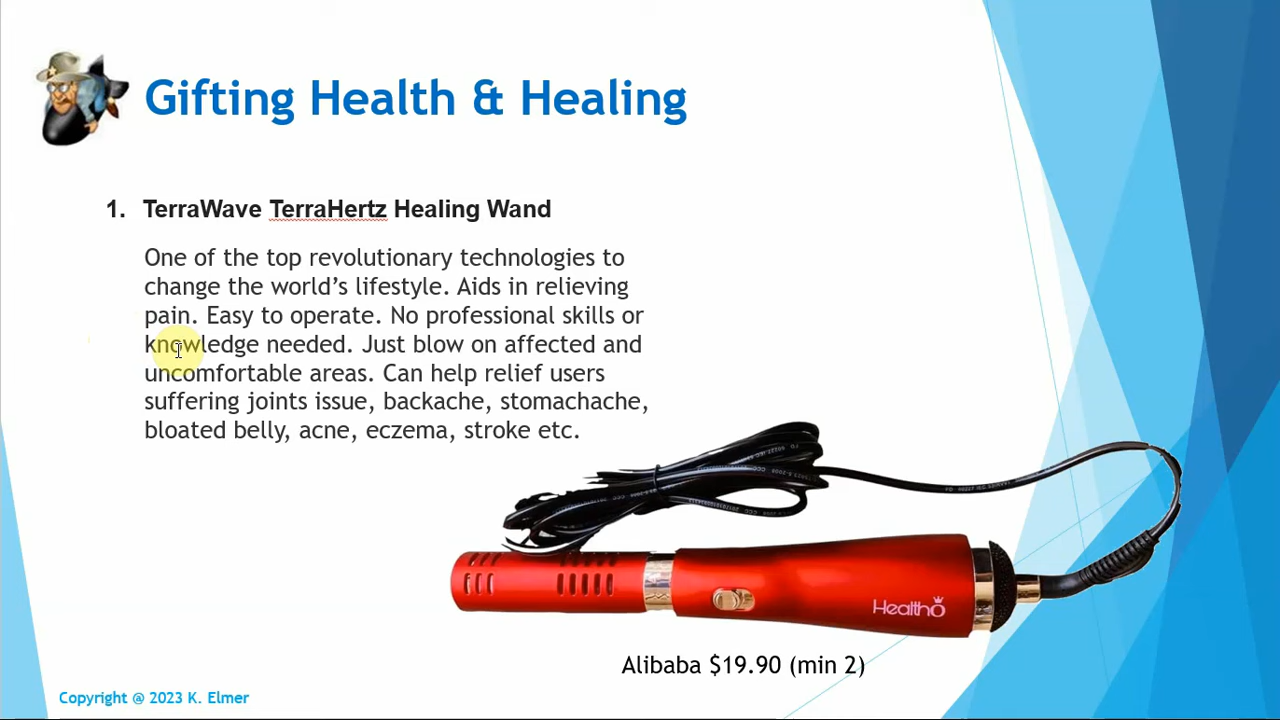 Gifting Health & Healing
1. TerraWave TerraHertz Healing Wand
One of the top revolutionary technologies to
change the world’s lifestyle. Aids in relieving
pain. Easy to operate. No professional skills or
knowledge needed. Just blow on affected and
uncomfortable areas. Can help relief users
suffering joints issue, backache, stomachache,
bloated belly, acne, eczema, stroke etc.
HealthO
Alibaba $19.90 (min 2)
Copyright @ 2023 K. Elmer